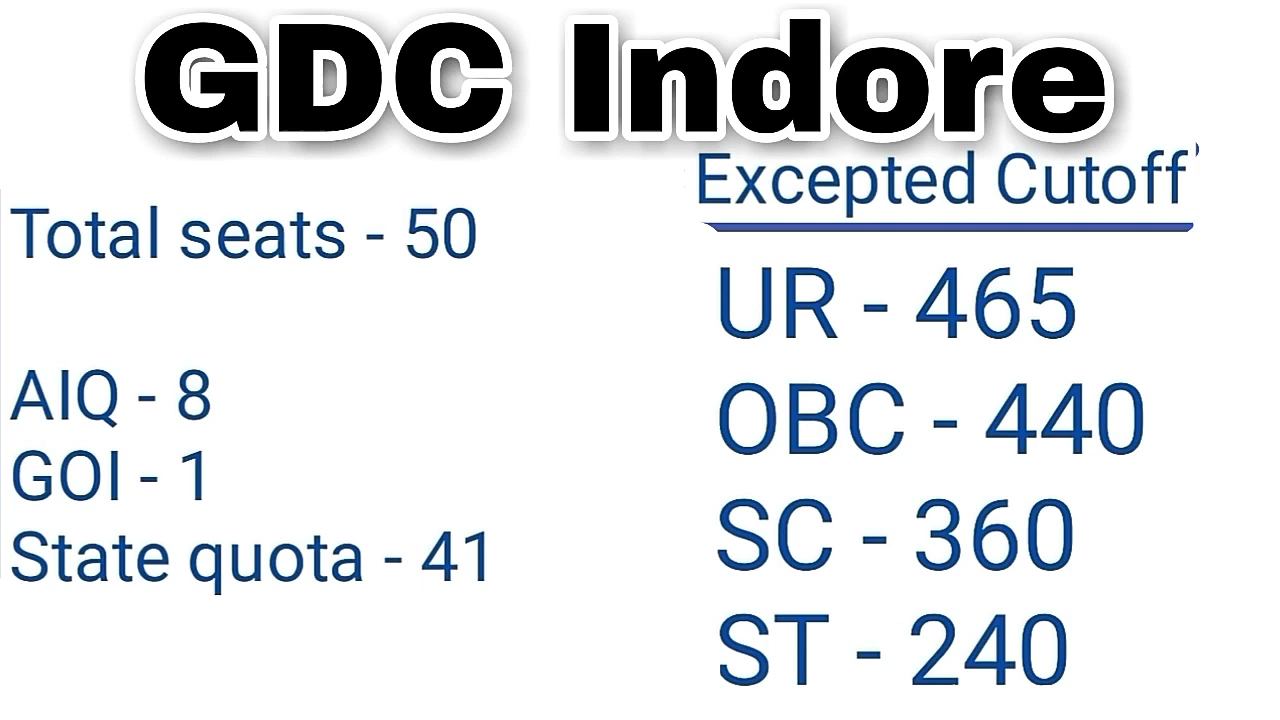 GDC Indore
Total seats - 50
AIQ - 8
GOI - 1
State quota - 41
Excepted Cutoff
UR - 465
OBC - 440
SC - 360
ST - 240